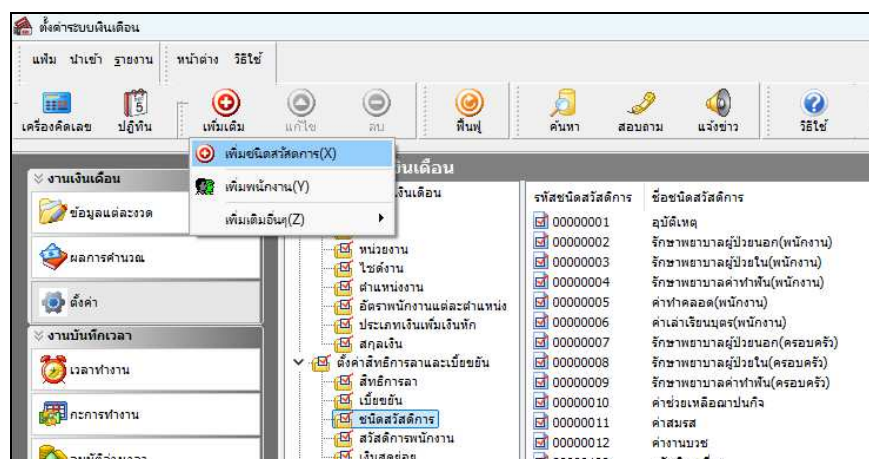 ตั้งค่าระบบเงินเดือน
แฟ้ม นำเข้า รายงาน หน้าต่าง วิธีใช้
เครื่องคิดเลข ปฏิทิน เพิ่มเติม แก้ไข ลบ ฟื้นฟู ค้นหา สอบถาม แจ้งข่าว วิธีใช้
เพิ่มชนิดสวัสดิการ(X)
เพิ่มพนักงาน(Y)
เพิ่มเติมอื่นๆ(Z)
งานเงินเดือน
ข้อมูลแต่ละงวด
ผลการคำนวณ
ตั้งค่า
งานบันทึกเวลา
เวลาทำงาน
กะการทำงาน
หน่วยงาน
ไซด์งาน
ตำแหน่งงาน
อัตราพนักงานแต่ละตำแหน่ง
ประเภทเงินเพิ่มเงินหัก
สกุลเงิน
ตั้งค่าสิทธิการลาและเบี้ยขยัน
สิทธิการลา
เบี้ยขยัน
ชนิดสวัสดิการ
สวัสดิการพนักงาน
รหัสชนิดสวัสดิการ ชื่อชนิดสวัสดิการ
00000001 อุบัติเหตุ
00000002 รักษาพยาบาลผู้ป่วยนอก(พนักงาน)
00000003 รักษาพยาบาลผู้ป่วยใน(พนักงาน)
00000004 รักษาพยาบาลค่าทำฟัน(พนักงาน)
00000005 ค่าทำคลอด(พนักงาน)
00000006 ค่าเล่าเรียนบุตร(พนักงาน)
00000007 รักษาพยาบาลผู้ป่วยนอก(ครอบครัว)
00000008 รักษาพยาบาลผู้ป่วยใน(ครอบครัว)
00000009 รักษาพยาบาลค่าทำฟัน(ครอบครัว)
00000010 ค่าช่วยเหลือฌาปนกิจ
00000011 ค่าสมรส
00000012 ค่างานบวช